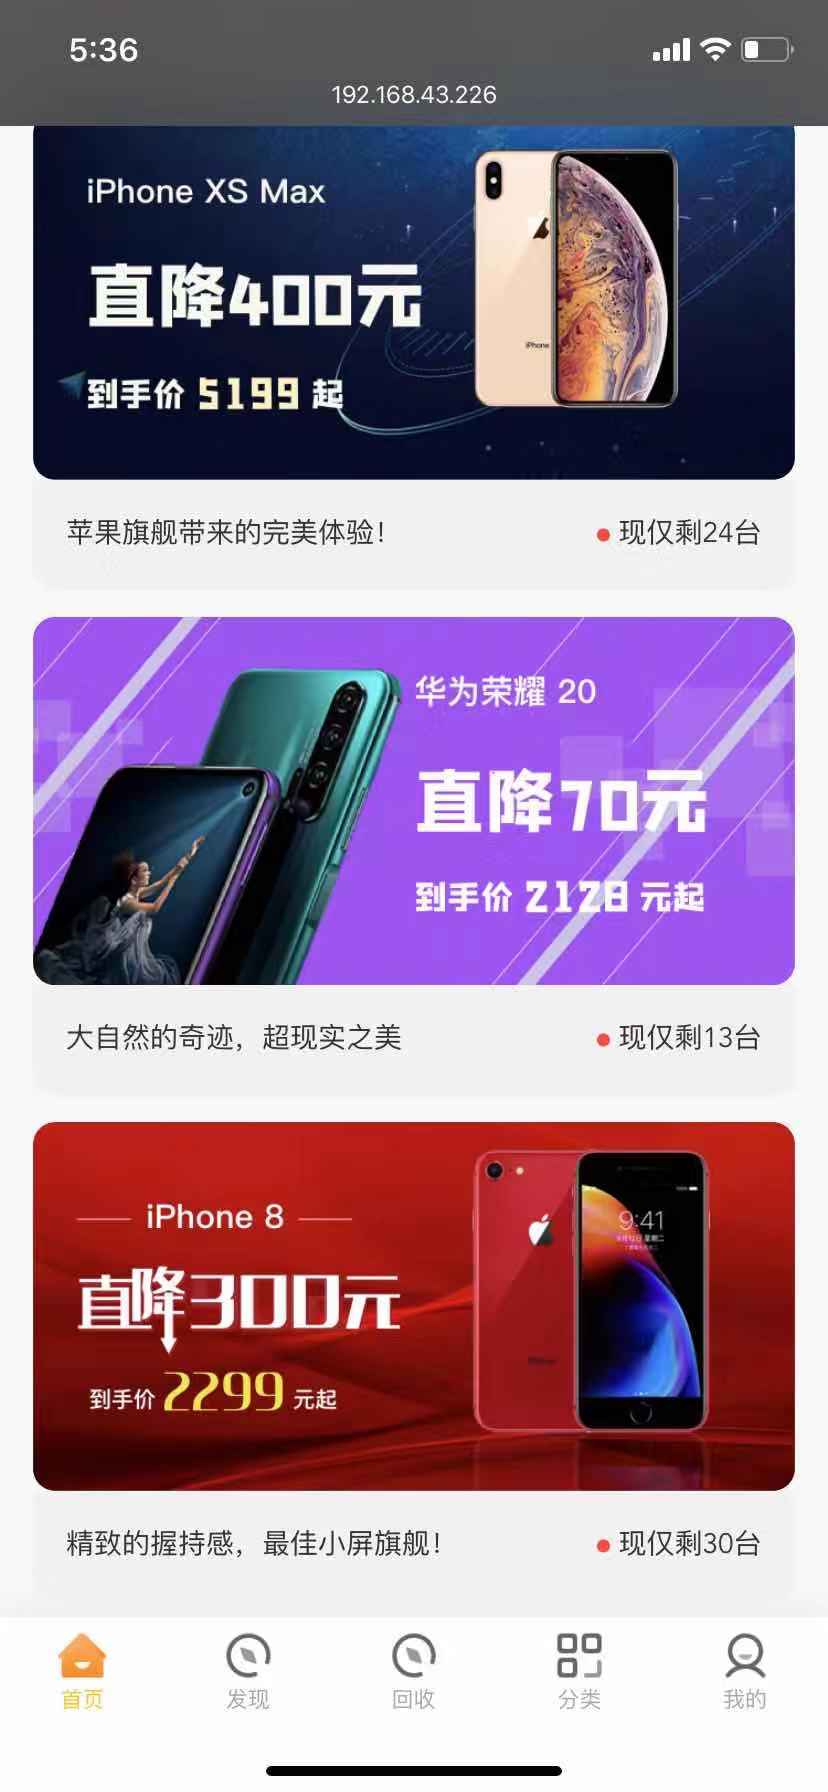 5:36
192.168.43.226
iPhone XS Max
直降400元
到手价 5199 起
iPhone
苹果旗舰带来的完美体验!
现仅剩24台
华为荣耀 20
直降70元
到手价 2128 元起
大自然的奇迹，超现实之美
现仅剩13台
iPhone 8
直降300元
到手价 2299 元起
9:41
精致的握持感，最佳小屏旗舰!
现仅剩30台
首页
发现
回收
分类
我的